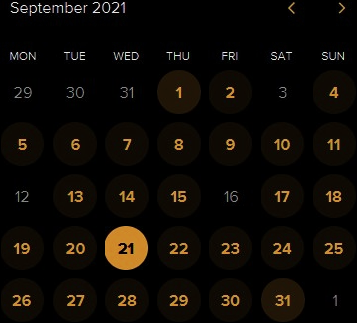 September 2021
MON TUE WED THU FRI SAT SUN
29 30 31 1 2 3 4
5 6 7 8 9 10 11
12 13 14 15 16 17 18
19 20 21 22 23 24 25
26 27 28 29 30 31 1